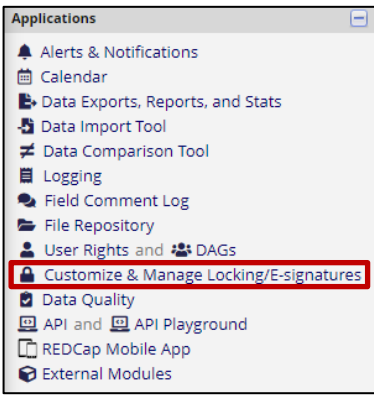 Applications
Alerts & Notifications
Calendar
Data Exports, Reports, and Stats
Data Import Tool
Data Comparison Tool
Logging
Field Comment Log
File Repository
User Rights and DAGs
Customize & Manage Locking/E-signatures
Data Quality
API and API Playground
REDCap Mobile App
External Modules